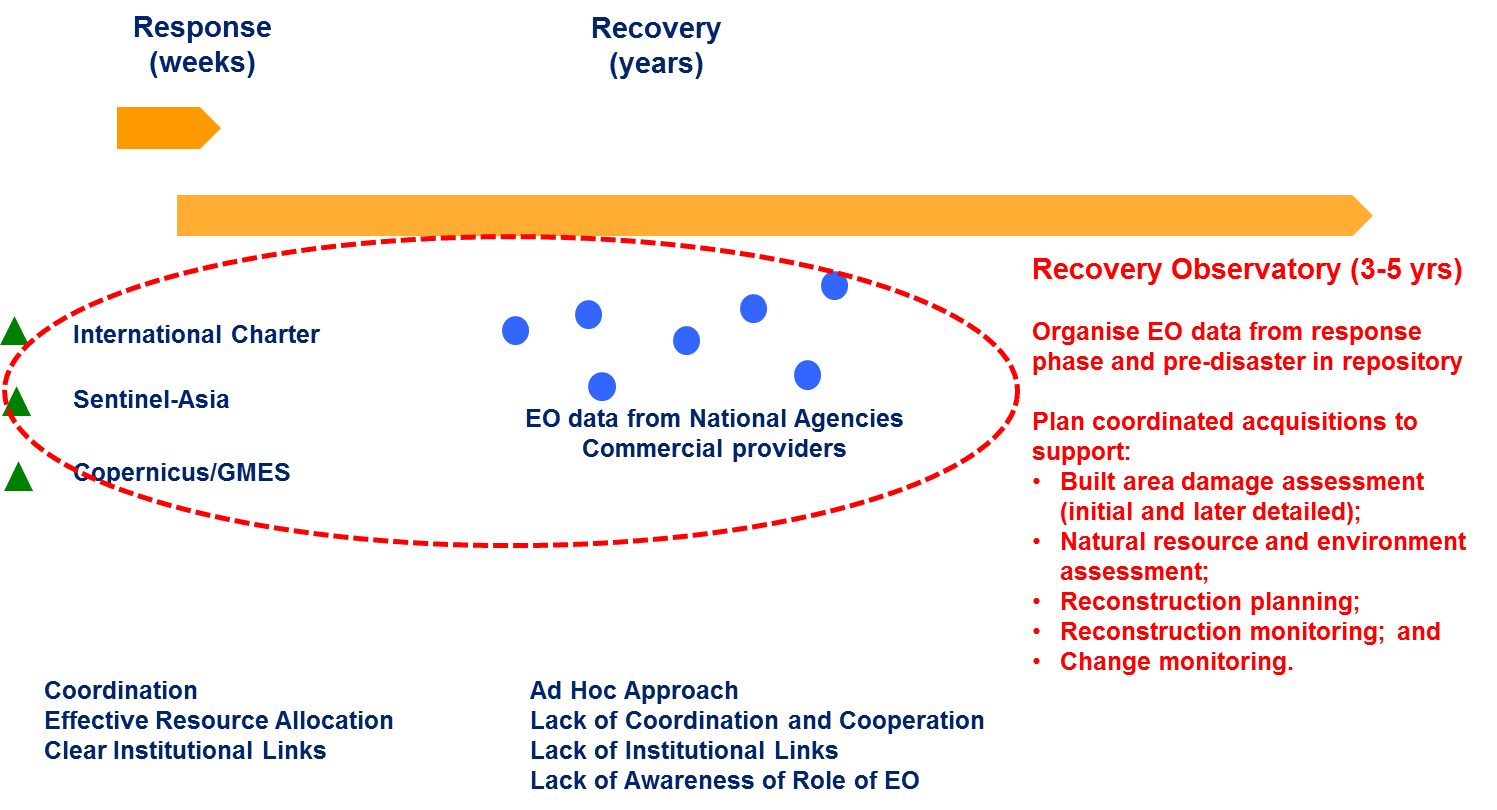 Response
(weeks)
Recovery
(years)
International Charter
Sentinel-Asia
Copernicus/GMES
EO data from National Agencies
Commercial providers
Recovery Observatory (3-5 yrs)
Organise EO data from response
phase and pre-disaster in repository
Plan coordinated acquisitions to
support:
• Built area damage assessment
(initial and later detailed);
• Natural resource and environment
assessment;
• Reconstruction planning;
• Reconstruction monitoring; and
• Change monitoring.
Coordination
Effective Resource Allocation
Clear Institutional Links
Ad Hoc Approach
Lack of Coordination and Cooperation
Lack of Institutional Links
Lack of Awareness of Role of EO